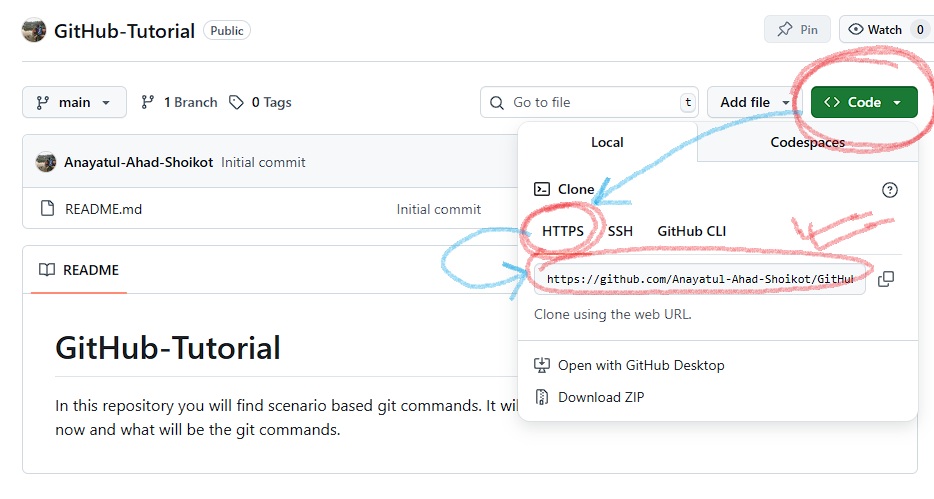 GitHub-Tutorial Public Pin Watch 0
main 1 Branch 0 Tags Go to file t Add file <> Code
Local Codespaces
Anayatul-Ahad-Shoikot Initial commit
Clone
README.md Initial commit
HTTPS SSH GitHub CLI
README
https://github.com/Anayatul-Ahad-Shoikot/GitHu
Clone using the web URL.
GitHub-Tutorial
Open with GitHub Desktop
Download ZIP
In this repository you will find scenario based git commands. It wil
now and what will be the git commands.